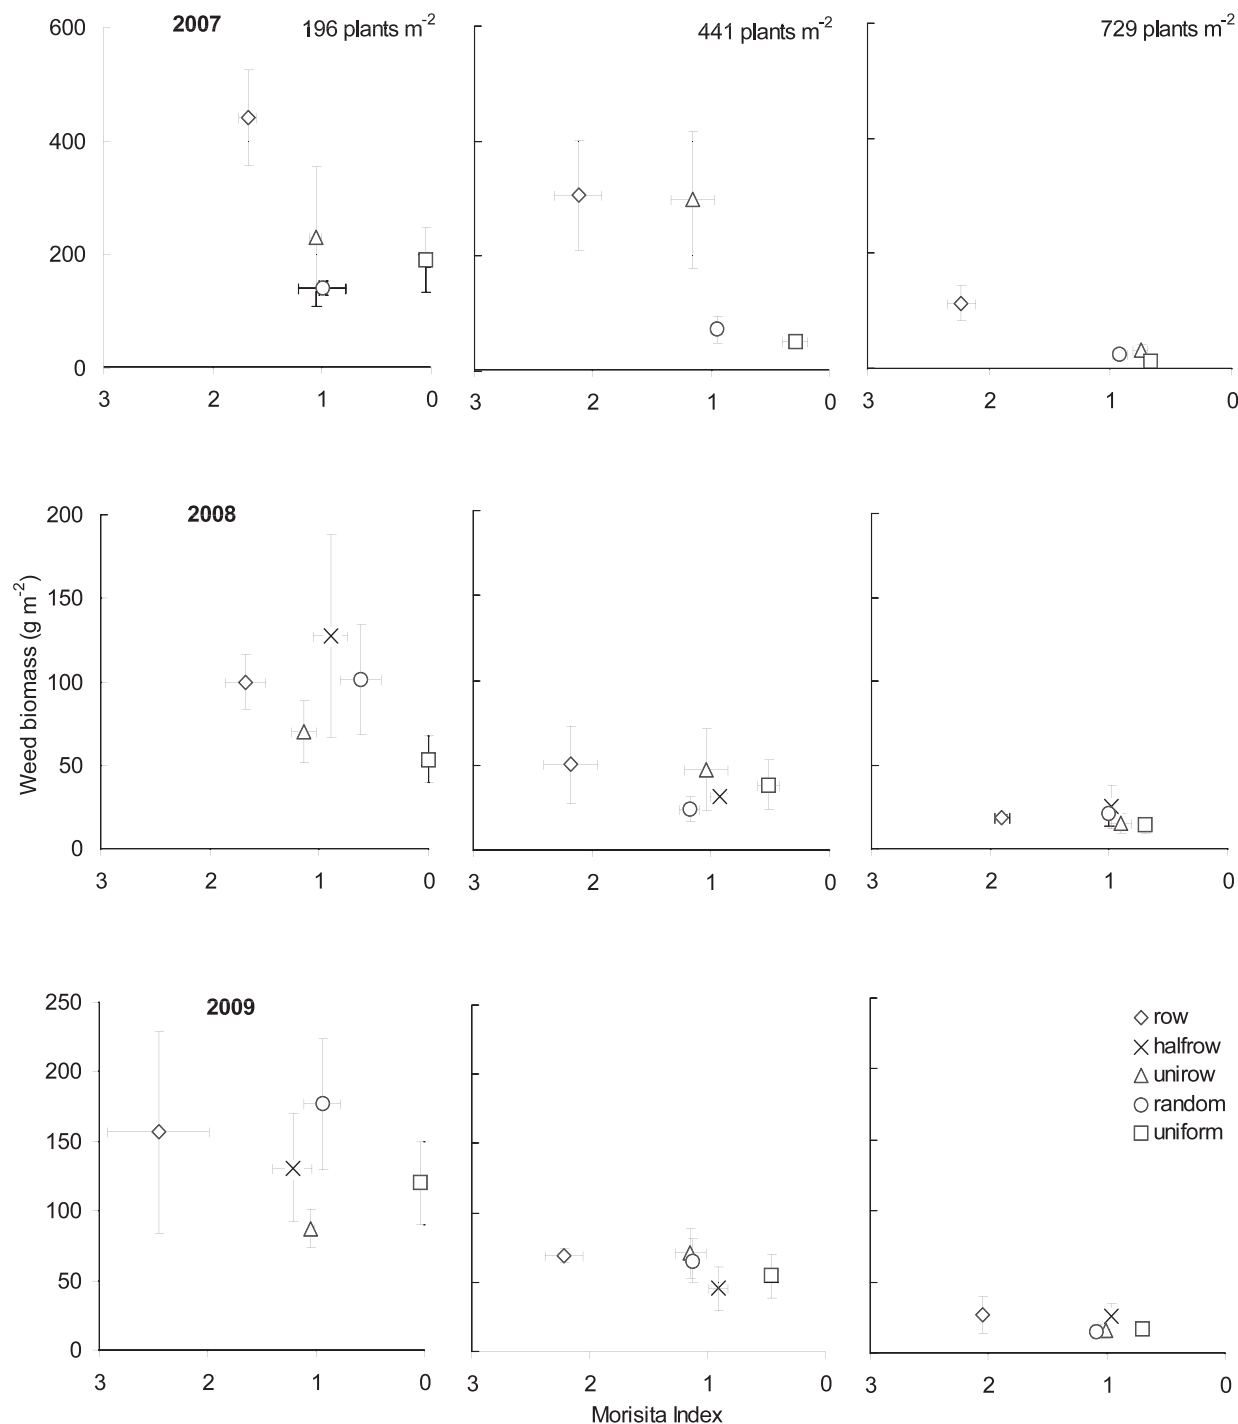 2007
196 plants m⁻²
441 plants m⁻²
729 plants m⁻²
600
400
200
0
3 2 1 0
3 2 1 0
3 2 1 0
Weed biomass (g m⁻²)
2008
200
150
100
50
0
3 2 1 0
3 2 1 0
3 2 1 0
2009
250
200
150
100
50
0
row
halfrow
unirow
random
uniform
3 2 1 0
3 2 1 0
3 2 1 0
Morisita Index